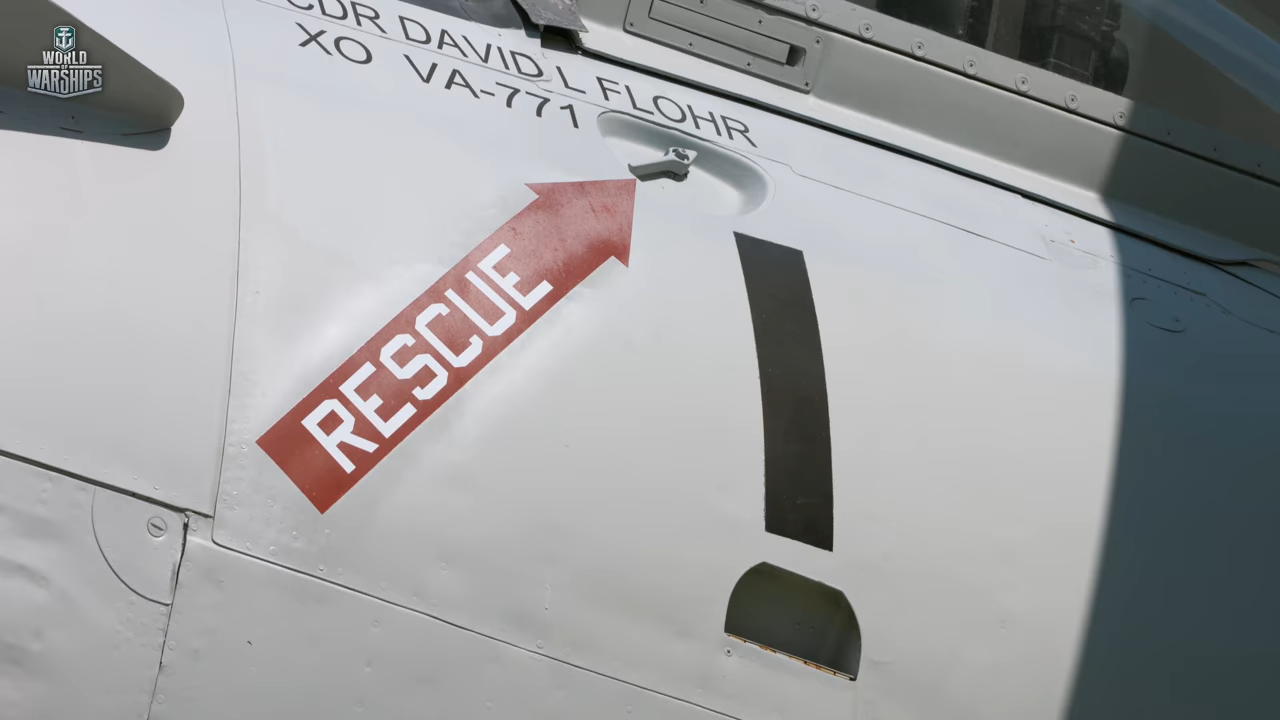 WORLD
OF
WARSHIPS
CDR DAVID L FLOHR
XO VA-771
RESCUE